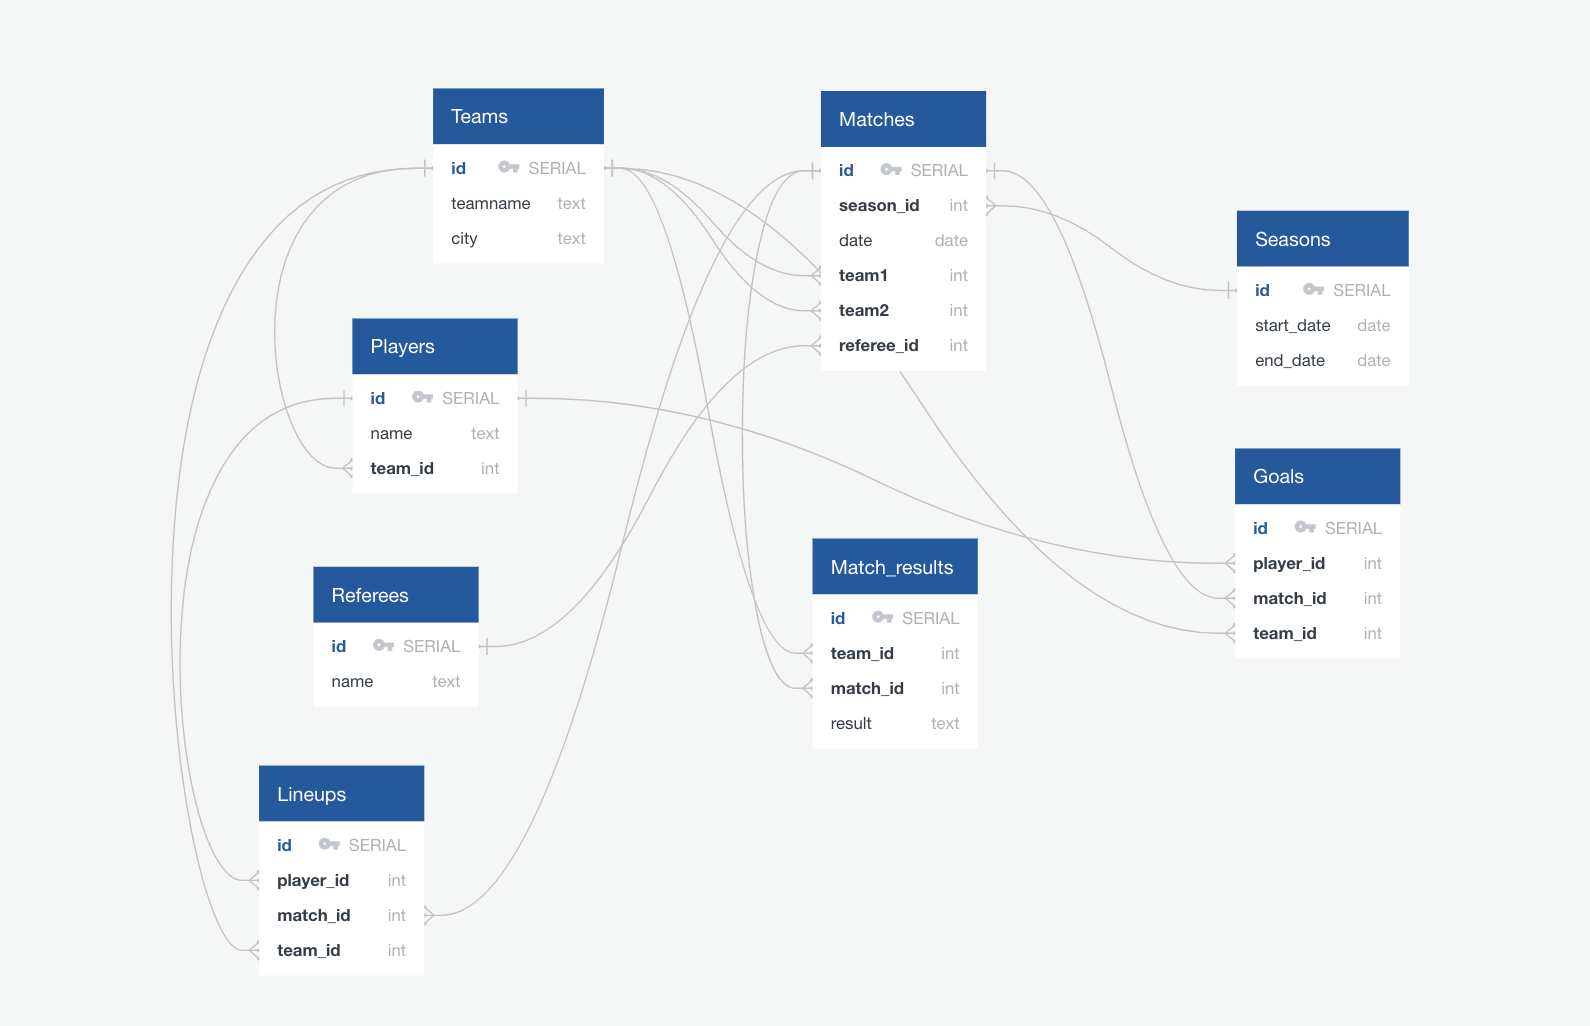 Teams
id SERIAL
teamname text
city text
Matches
id SERIAL
season_id int
date date
team1 int
team2 int
referee_id int
Seasons
id SERIAL
start_date date
end_date date
Players
id SERIAL
name text
team_id int
Goals
id SERIAL
player_id int
match_id int
team_id int
Referees
id SERIAL
name text
Match_results
id SERIAL
team_id int
match_id int
result text
Lineups
id SERIAL
player_id int
match_id int
team_id int